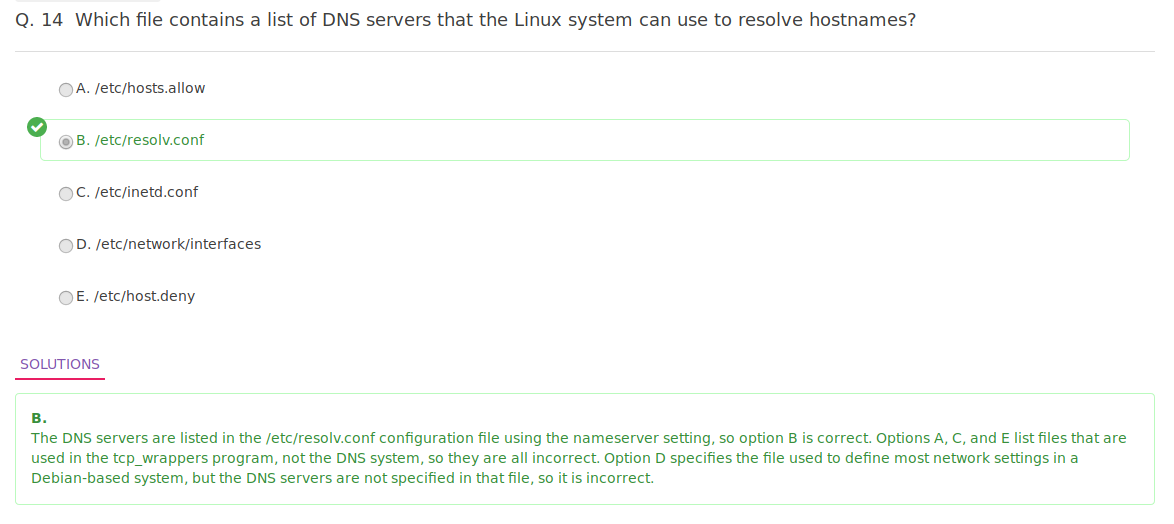 Q. 14 Which file contains a list of DNS servers that the Linux system can use to resolve hostnames?
A. /etc/hosts.allow
B. /etc/resolv.conf
C. /etc/inetd.conf
D. /etc/network/interfaces
E. /etc/host.deny
SOLUTIONS
B.
The DNS servers are listed in the /etc/resolv.conf configuration file using the nameserver setting, so option B is correct. Options A, C, and E list files that are
used in the tcp_wrappers program, not the DNS system, so they are all incorrect. Option D specifies the file used to define most network settings in a
Debian-based system, but the DNS servers are not specified in that file, so it is incorrect.